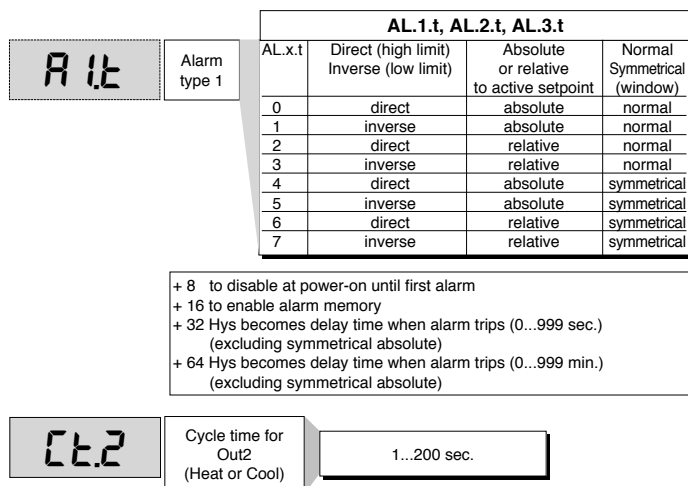 AL.1.t, AL.2.t, AL.3.t
A1.t
Alarm
type 1
AL.x.t Direct (high limit) Absolute Normal
Inverse (low limit) or relative Symmetrical
to active setpoint (window)
0 direct absolute normal
1 inverse absolute normal
2 direct relative normal
3 inverse relative normal
4 direct absolute symmetrical
5 inverse absolute symmetrical
6 direct relative symmetrical
7 inverse relative symmetrical
+ 8 to disable at power-on until first alarm
+ 16 to enable alarm memory
+ 32 Hys becomes delay time when alarm trips (0...999 sec.)
(excluding symmetrical absolute)
+ 64 Hys becomes delay time when alarm trips (0...999 min.)
(excluding symmetrical absolute)
Ct.2
Cycle time for
Out2
(Heat or Cool)
1...200 sec.